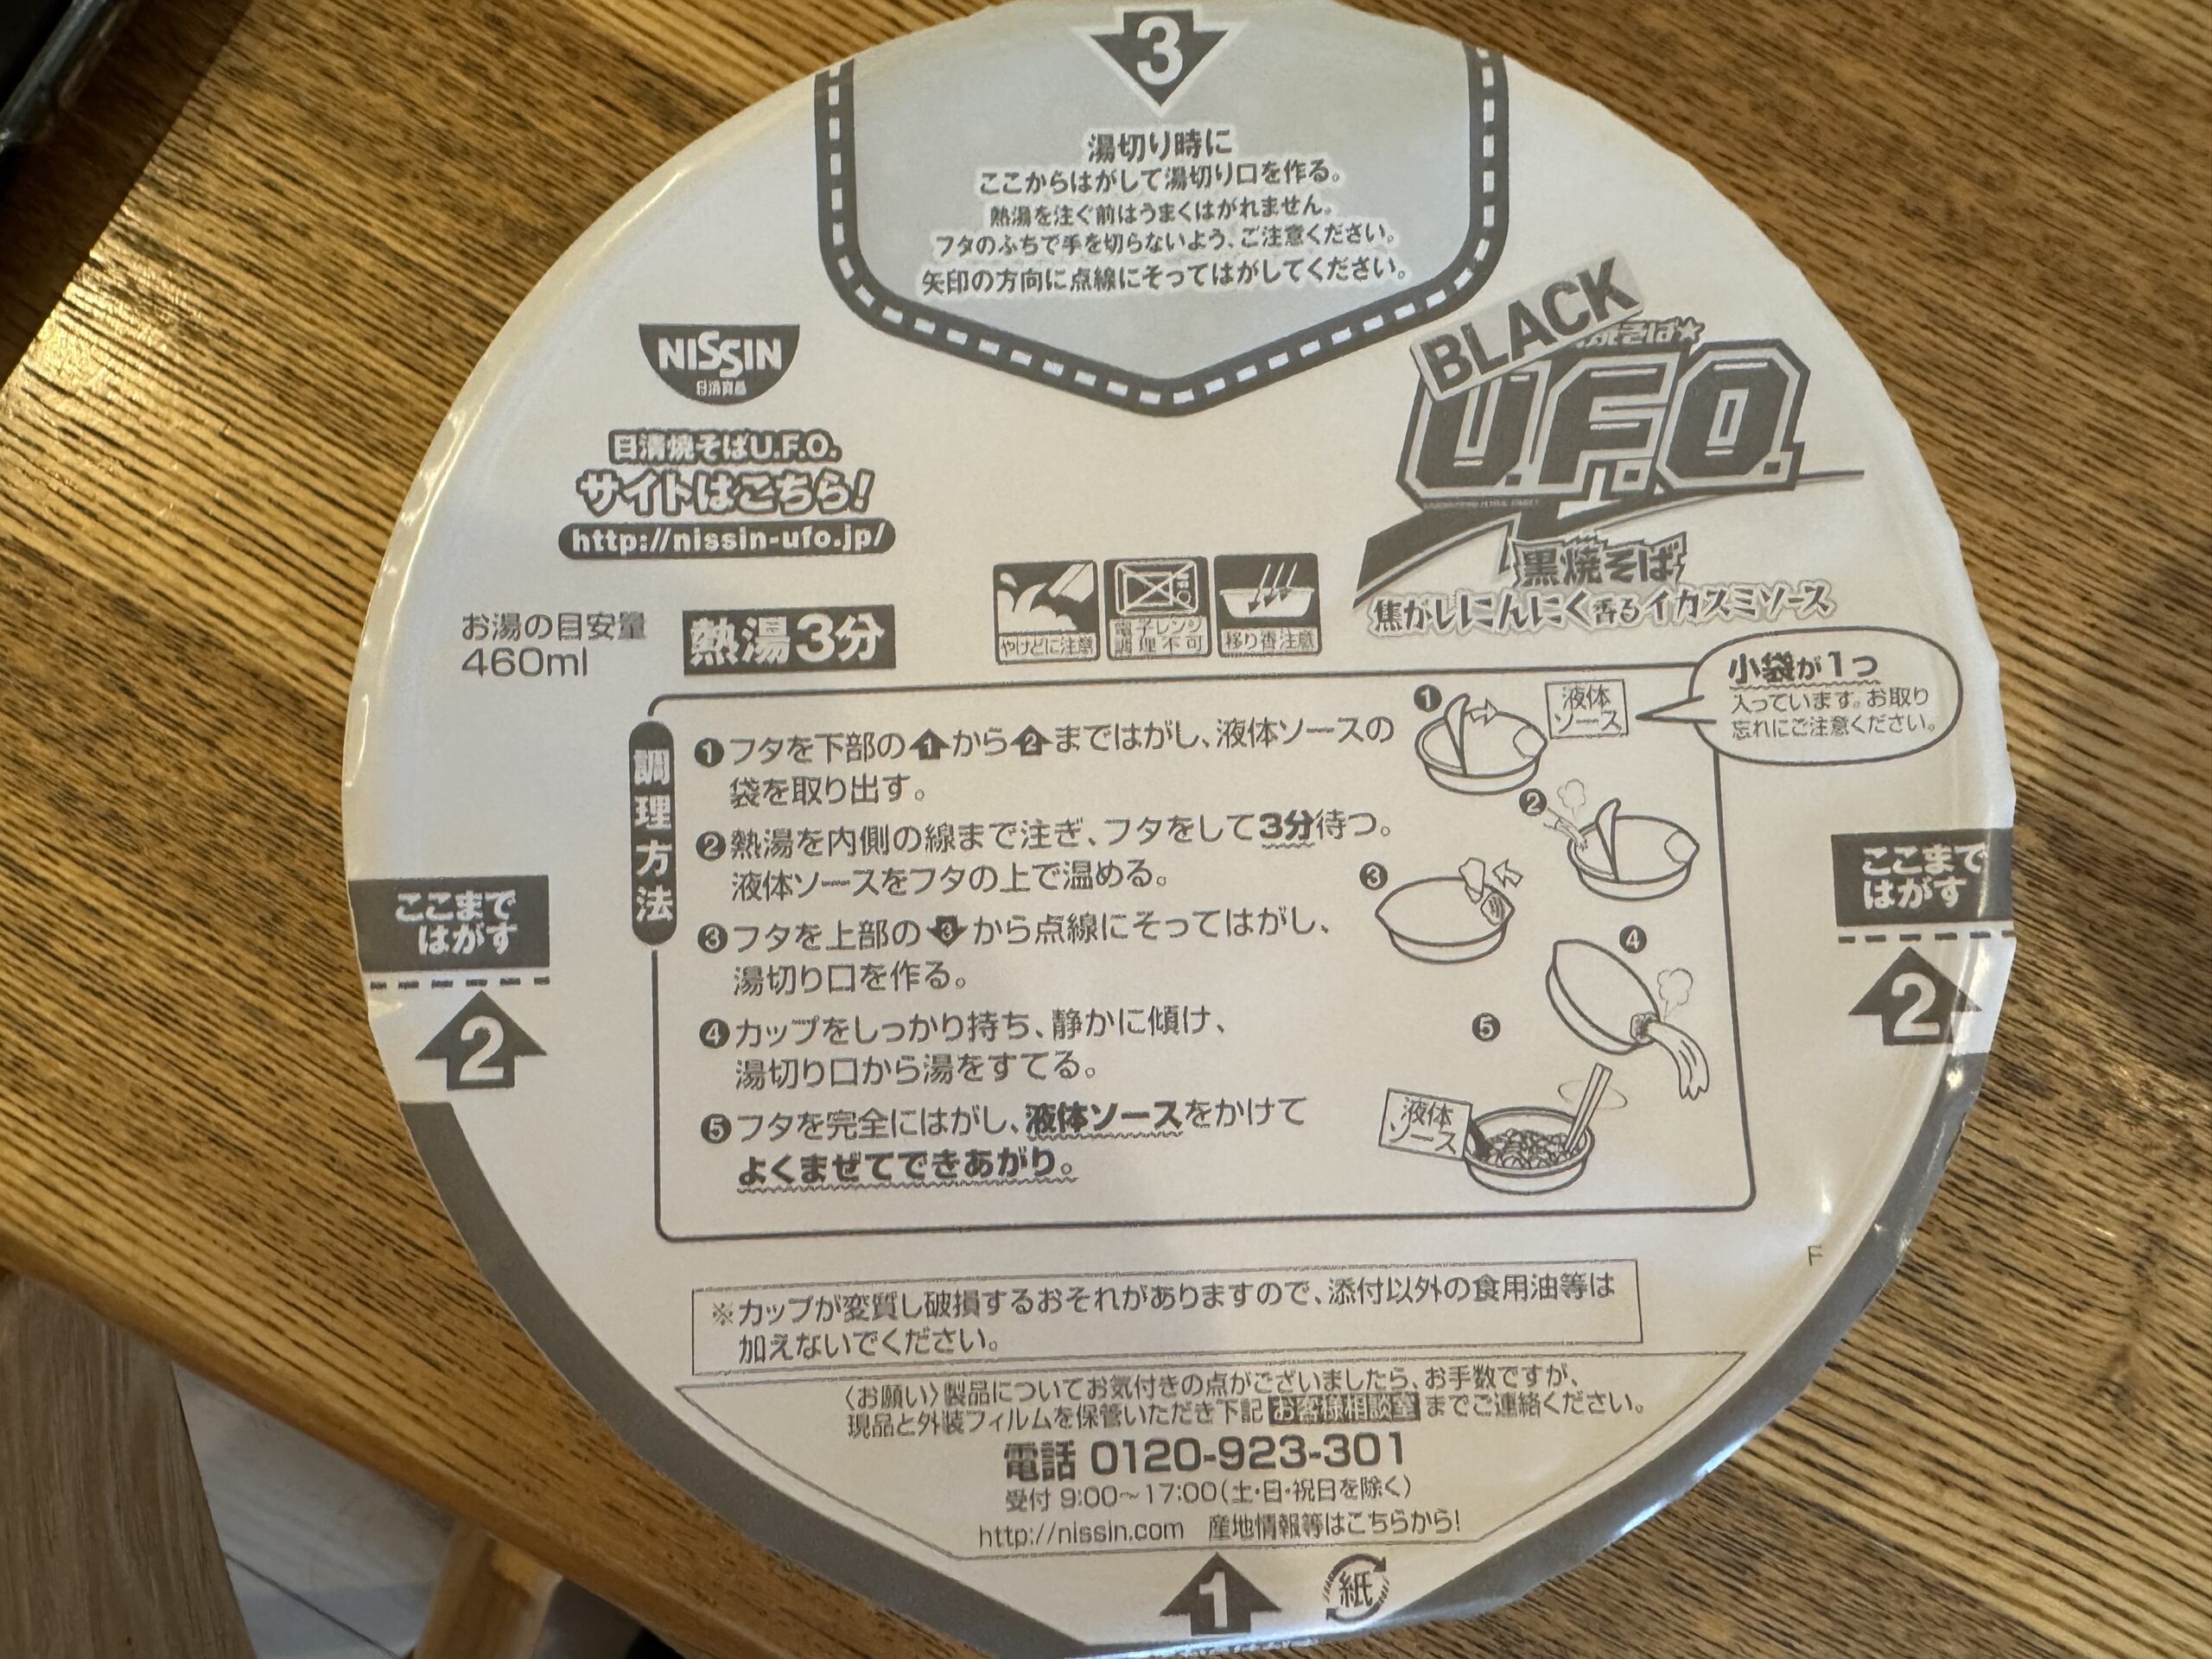 3
湯切り時に
ここからはがして湯切り口を作る。
熱湯を注ぐ前はうまくはがれません。
フタのふちで手を切らないよう、ご注意ください。
矢印の方向に点線にそってはがしてください。
NISSIN
日清食品
日清焼そばU.F.O.
サイトはこちら!
http://nissin-ufo.jp/
BLACK
焼そば★
U.F.O.
黒焼そば
焦がしにんにく香るイカスミソース
お湯の目安量
460ml
熱湯3分
やけどに注意
電子レンジ
調理不可
移り香注意
小袋が1つ
入っています。お取り
忘れにご注意ください。
調理方法
❶フタを下部の1から2まではがし、液体ソースの
袋を取り出す。
❷熱湯を内側の線まで注ぎ、フタをして3分待つ。
液体ソースをフタの上で温める。
❸フタを上部の3から点線にそってはがし、
湯切り口を作る。
❹カップをしっかり持ち、静かに傾け、
湯切り口から湯をすてる。
❺フタを完全にはがし、液体ソースをかけて
よくまぜてできあがり。
❶
液体
ソース
❷
❸
❹
❺
液体
ソース
ここまで
はがす
2
ここまで
はがす
2
F
※カップが変質し破損するおそれがありますので、添付以外の食用油等は
加えないでください。
〈お願い〉製品についてお気付きの点がございましたら、お手数ですが、
現品と外装フィルムを保管いただき下記お客様相談室までご連絡ください。
電話 0120-923-301
受付 9:00~17:00(土・日・祝日を除く)
http://nissin.com 産地情報等はこちらから!
1
紙